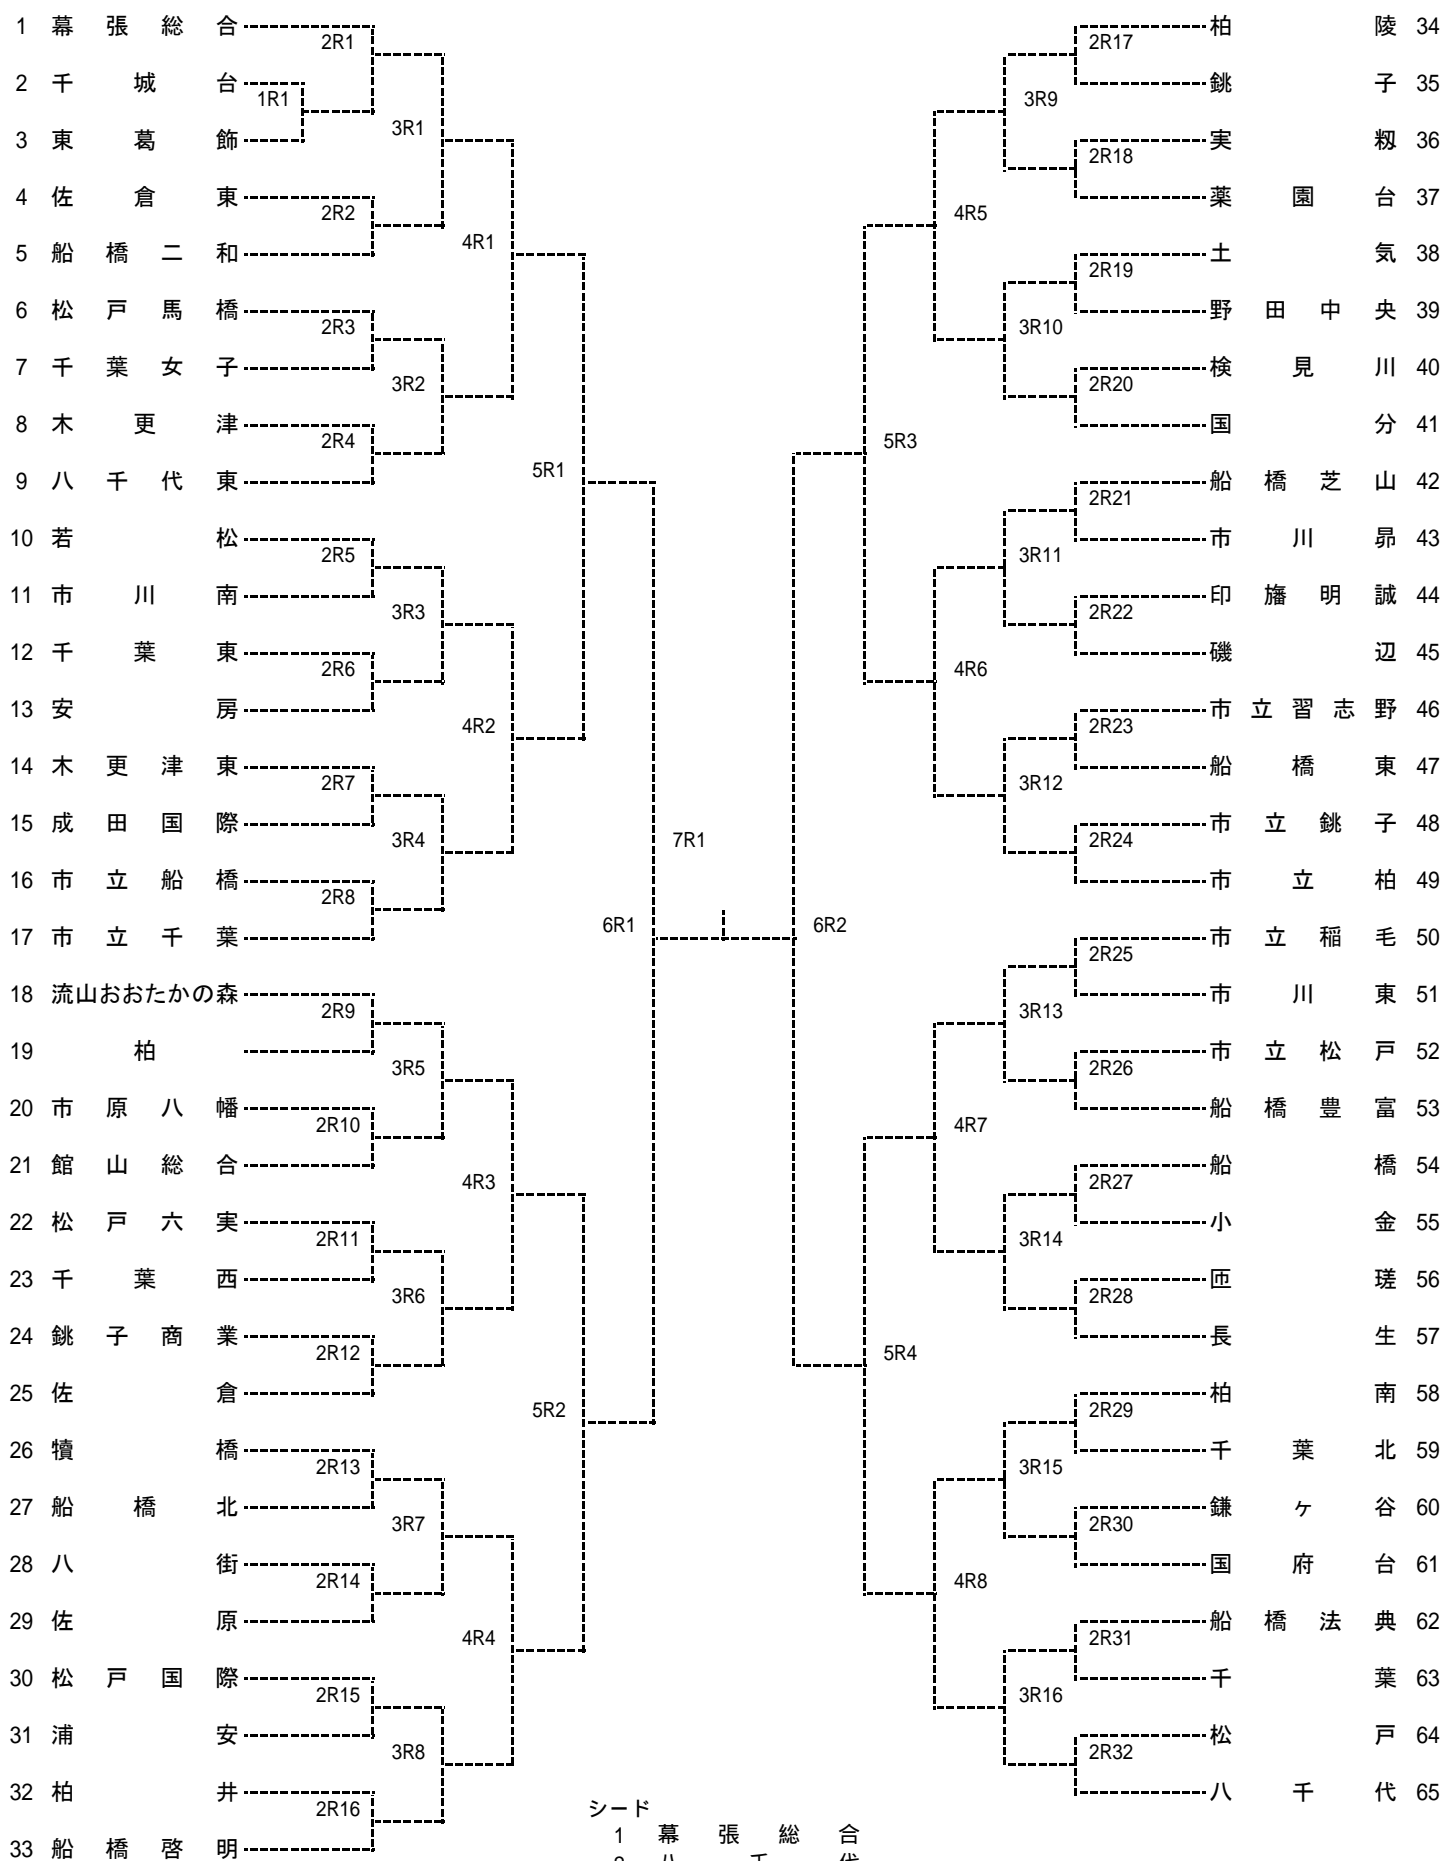 1 幕張総合
2 千城台
3 東葛飾
4 佐倉東
5 船橋二和
6 松戸馬橋
7 千葉女子
8 木更津
9 八千代東
10 若松
11 市川南
12 千葉東
13 安房
14 木更津東
15 成田国際
16 市立船橋
17 市立千葉
18 流山おおたかの森
19 柏
20 市原八幡
21 館山総合
22 松戸六実
23 千葉西
24 銚子商業
25 佐倉
26 犢橋
27 船橋北
28 八街
29 佐原
30 松戸国際
31 浦安
32 柏井
33 船橋啓明
1R1
2R1
2R2
2R3
2R4
2R5
2R6
2R7
2R8
2R9
2R10
2R11
2R12
2R13
2R14
2R15
2R16
3R1
3R2
3R3
3R4
3R5
3R6
3R7
3R8
4R1
4R2
4R3
4R4
5R1
5R2
6R1
7R1
6R2
5R3
5R4
4R5
4R6
4R7
4R8
3R9
3R10
3R11
3R12
3R13
3R14
3R15
3R16
2R17
2R18
2R19
2R20
2R21
2R22
2R23
2R24
2R25
2R26
2R27
2R28
2R29
2R30
2R31
2R32
柏陵 34
銚子 35
実籾 36
薬園台 37
土気 38
野田中央 39
検見川 40
国分 41
船橋芝山 42
市川昴 43
印旛明誠 44
磯辺 45
市立習志野 46
船橋東 47
市立銚子 48
市立柏 49
市立稲毛 50
市川東 51
市立松戸 52
船橋豊富 53
船橋 54
小金 55
匝瑳 56
長生 57
柏南 58
千葉北 59
鎌ヶ谷 60
国府台 61
船橋法典 62
千葉 63
松戸 64
八千代 65
シード
1 幕張総合
2 八千代